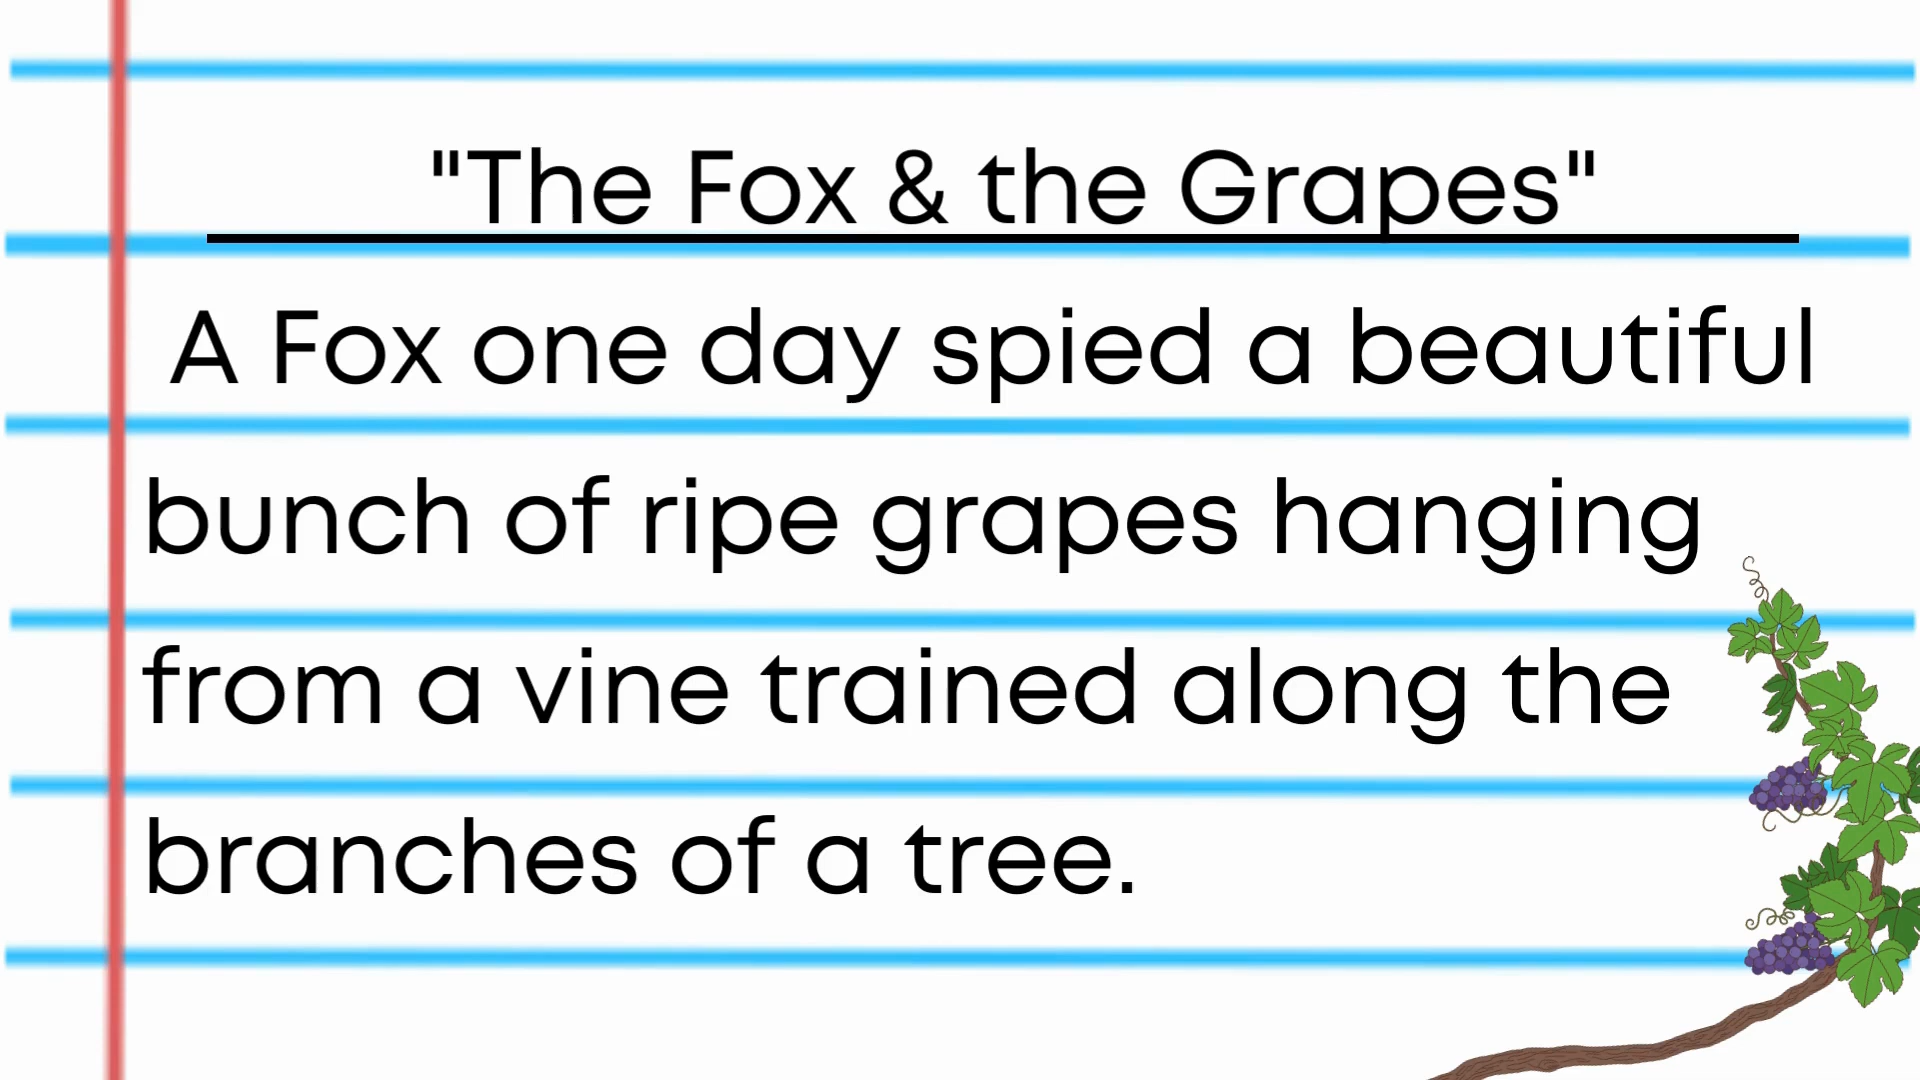 "The Fox & the Grapes"
A Fox one day spied a beautiful
bunch of ripe grapes hanging
from a vine trained along the
branches of a tree.